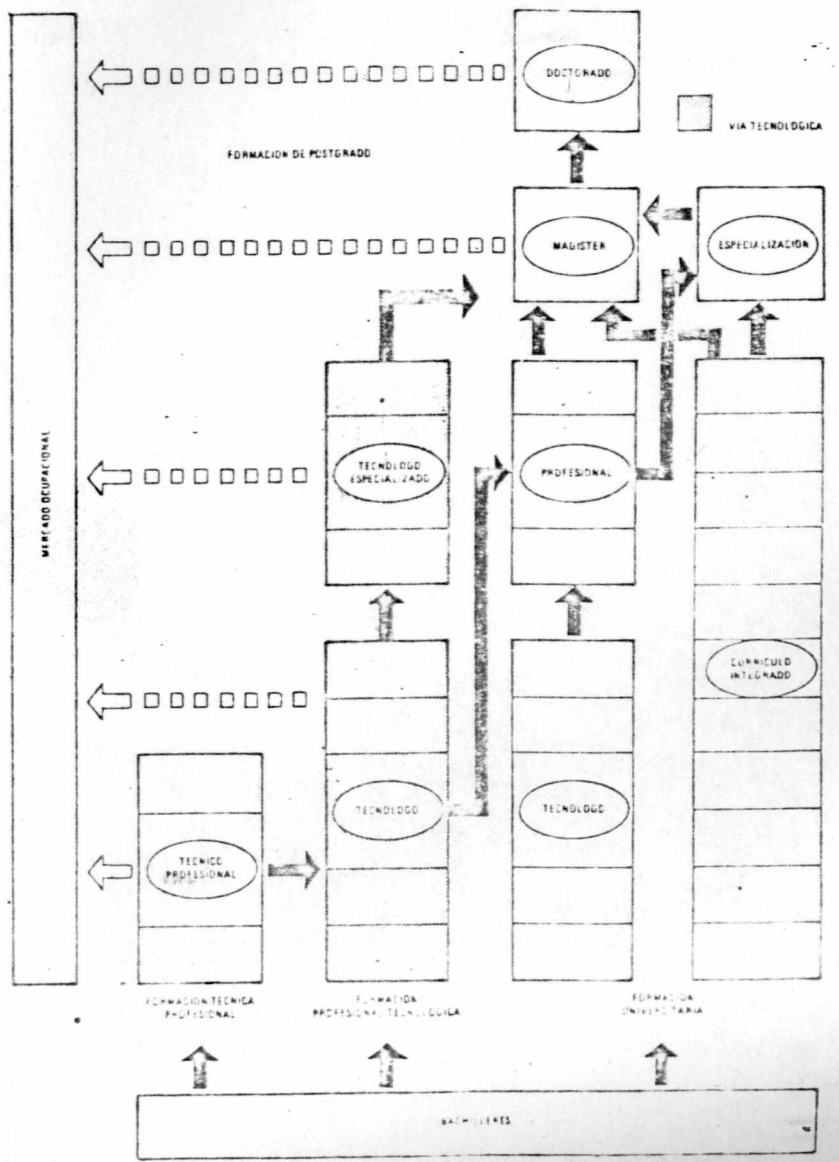 DOCTORADO
VIA TECNOLOGICA
FORMACION DE POSTGRADO
MAGISTER
ESPECIALIZACIÓN
MERCADO OCUPACIONAL
TECNOLOGO
ESPECIALIZADO
PROFESIONAL
CURRICULO
INTEGRADO
TECNOLOGO
TECNOLOGO
TECNICO
PROFESIONAL
FORMACION TECNICA
PROFESIONAL
FORMACION
PROFESIONAL TECNOLOGICA
FORMACION
UNIVERSITARIA
BACHILLERES